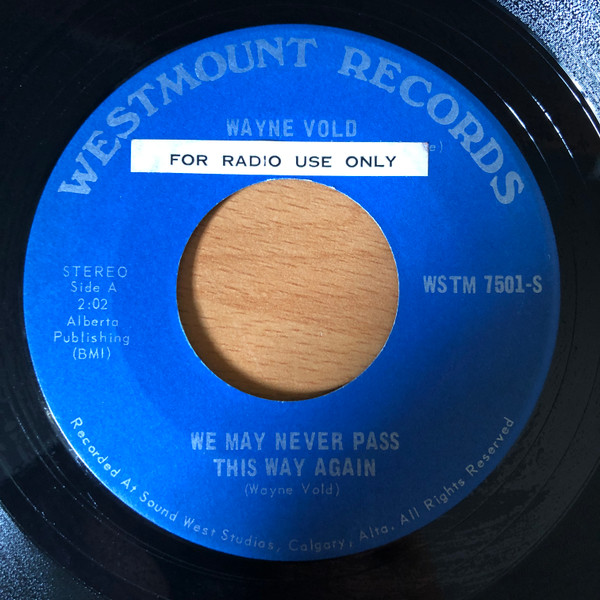 WESTMOUNT RECORDS
WAYNE VOLD
FOR RADIO USE ONLY
STEREO
Side A
2:02
Alberta
Publishing
(BMI)
WSTM 7501-S
WE MAY NEVER PASS
THIS WAY AGAIN
(Wayne Vold)
Recorded At Sound West Studios, Calgary, Alta. All Rights Reserved